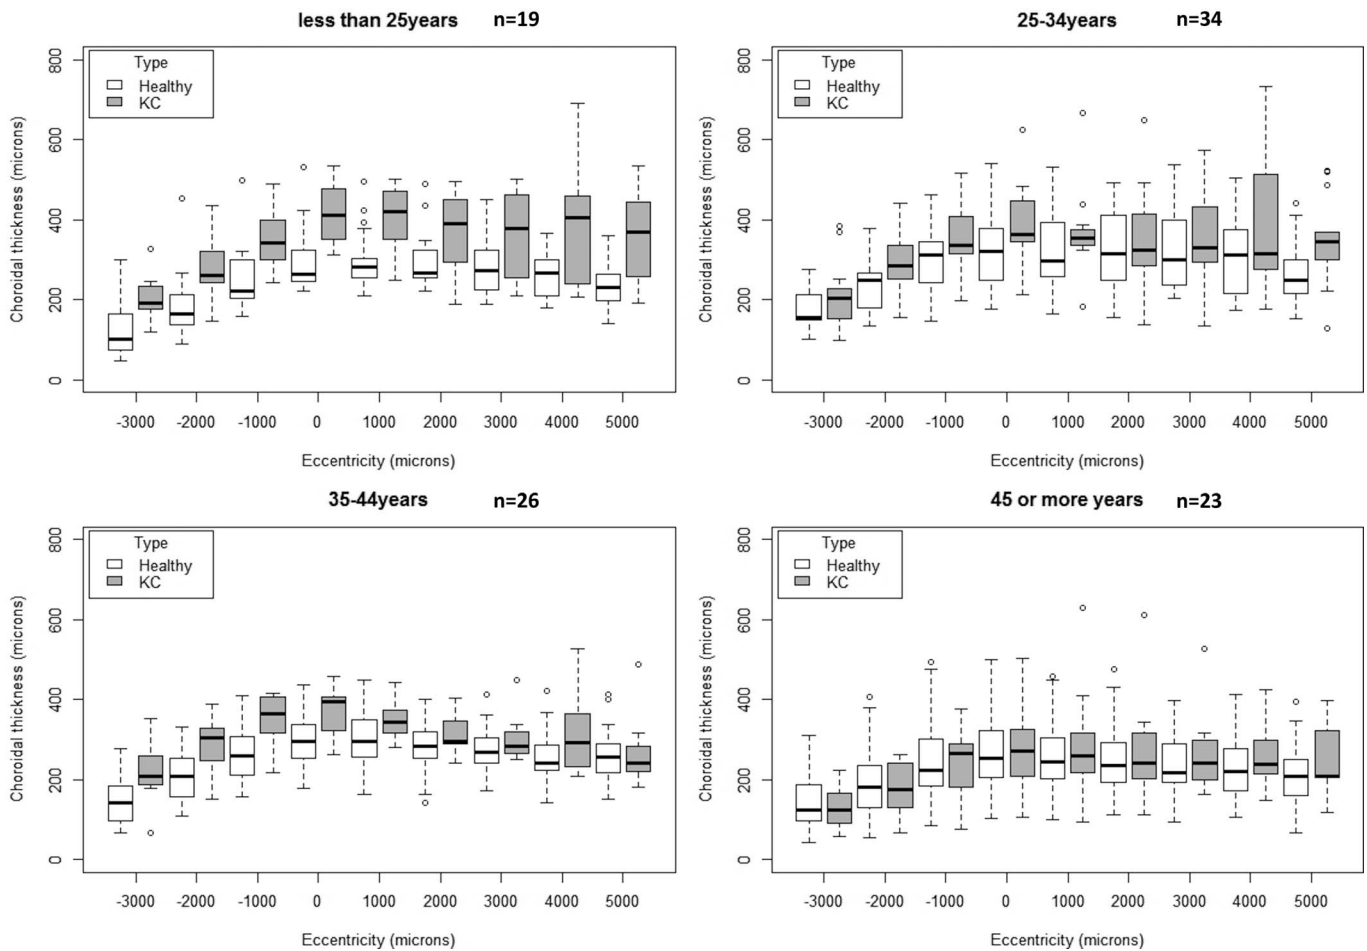 less than 25years n=19
Choroidal thickness (microns)
800
600
400
200
0
Type
Healthy
KC
-3000 -2000 -1000 0 1000 2000 3000 4000 5000
Eccentricity (microns)
25-34years n=34
Choroidal thickness (microns)
800
600
400
200
0
Type
Healthy
KC
-3000 -2000 -1000 0 1000 2000 3000 4000 5000
Eccentricity (microns)
35-44years n=26
Choroidal thickness (microns)
800
600
400
200
0
Type
Healthy
KC
-3000 -2000 -1000 0 1000 2000 3000 4000 5000
Eccentricity (microns)
45 or more years n=23
Choroidal thickness (microns)
800
600
400
200
0
Type
Healthy
KC
-3000 -2000 -1000 0 1000 2000 3000 4000 5000
Eccentricity (microns)